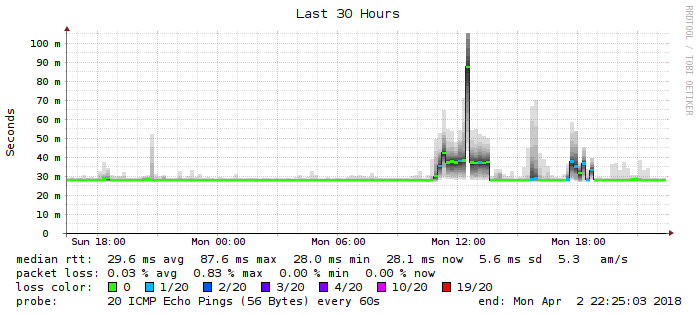 Last 30 Hours
RRDTOOL / TOBI OETIKER
Seconds
100 m
90 m
80 m
70 m
60 m
50 m
40 m
30 m
20 m
10 m
0
Sun 18:00 Mon 00:00 Mon 06:00 Mon 12:00 Mon 18:00
median rtt: 29.6 ms avg 87.6 ms max 28.0 ms min 28.1 ms now 5.6 ms sd 5.3 am/s
packet loss: 0.03 % avg 0.83 % max 0.00 % min 0.00 % now
loss color: 0 1/20 2/20 3/20 4/20 10/20 19/20
probe: 20 ICMP Echo Pings (56 Bytes) every 60s end: Mon Apr 2 22:25:03 2018